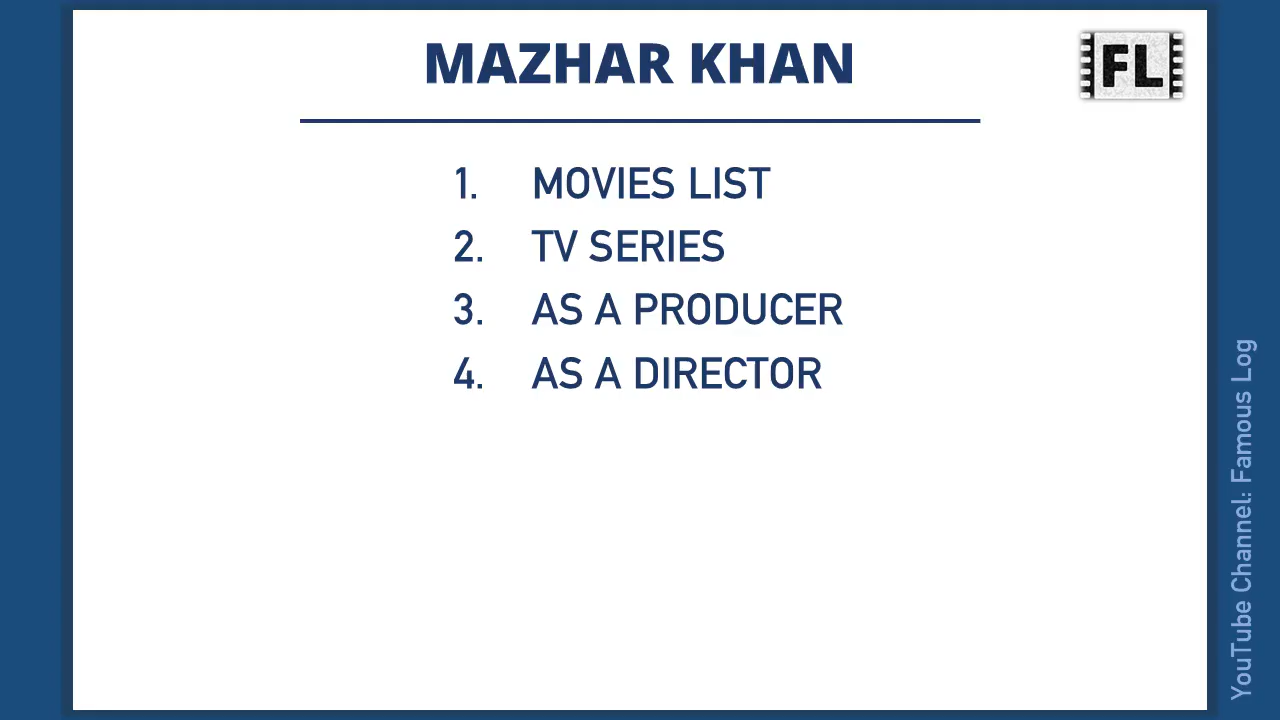 MAZHAR KHAN
FL
1. MOVIES LIST
2. TV SERIES
3. AS A PRODUCER
4. AS A DIRECTOR
YouTube Channel: Famous Log